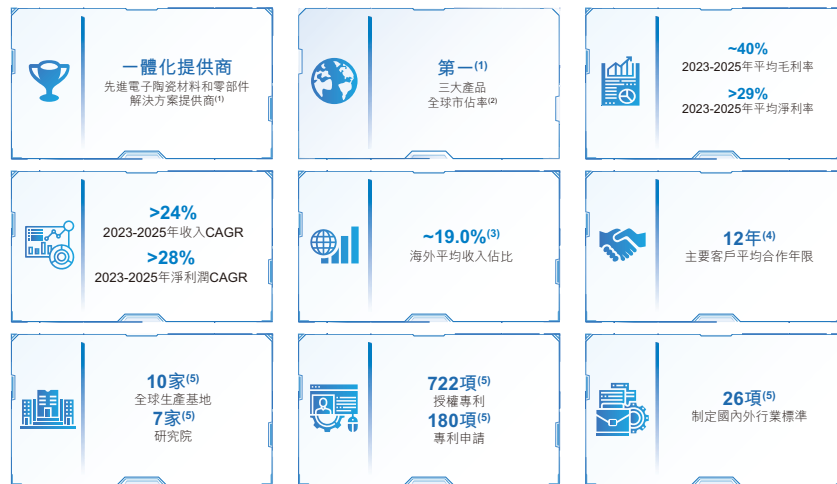 一體化提供商
先進電子陶瓷材料和零部件
解決方案提供商(1)
第一(1)
三大產品
全球市佔率(2)
~40%
2023-2025年平均毛利率
>29%
2023-2025年平均淨利率
>24%
2023-2025年收入CAGR
>28%
2023-2025年淨利潤CAGR
~19.0%(3)
海外平均收入佔比
12年(4)
主要客戶平均合作年限
10家(5)
全球生產基地
7家(5)
研究院
722項(5)
授權專利
180項(5)
專利申請
26項(5)
制定國內外行業標準